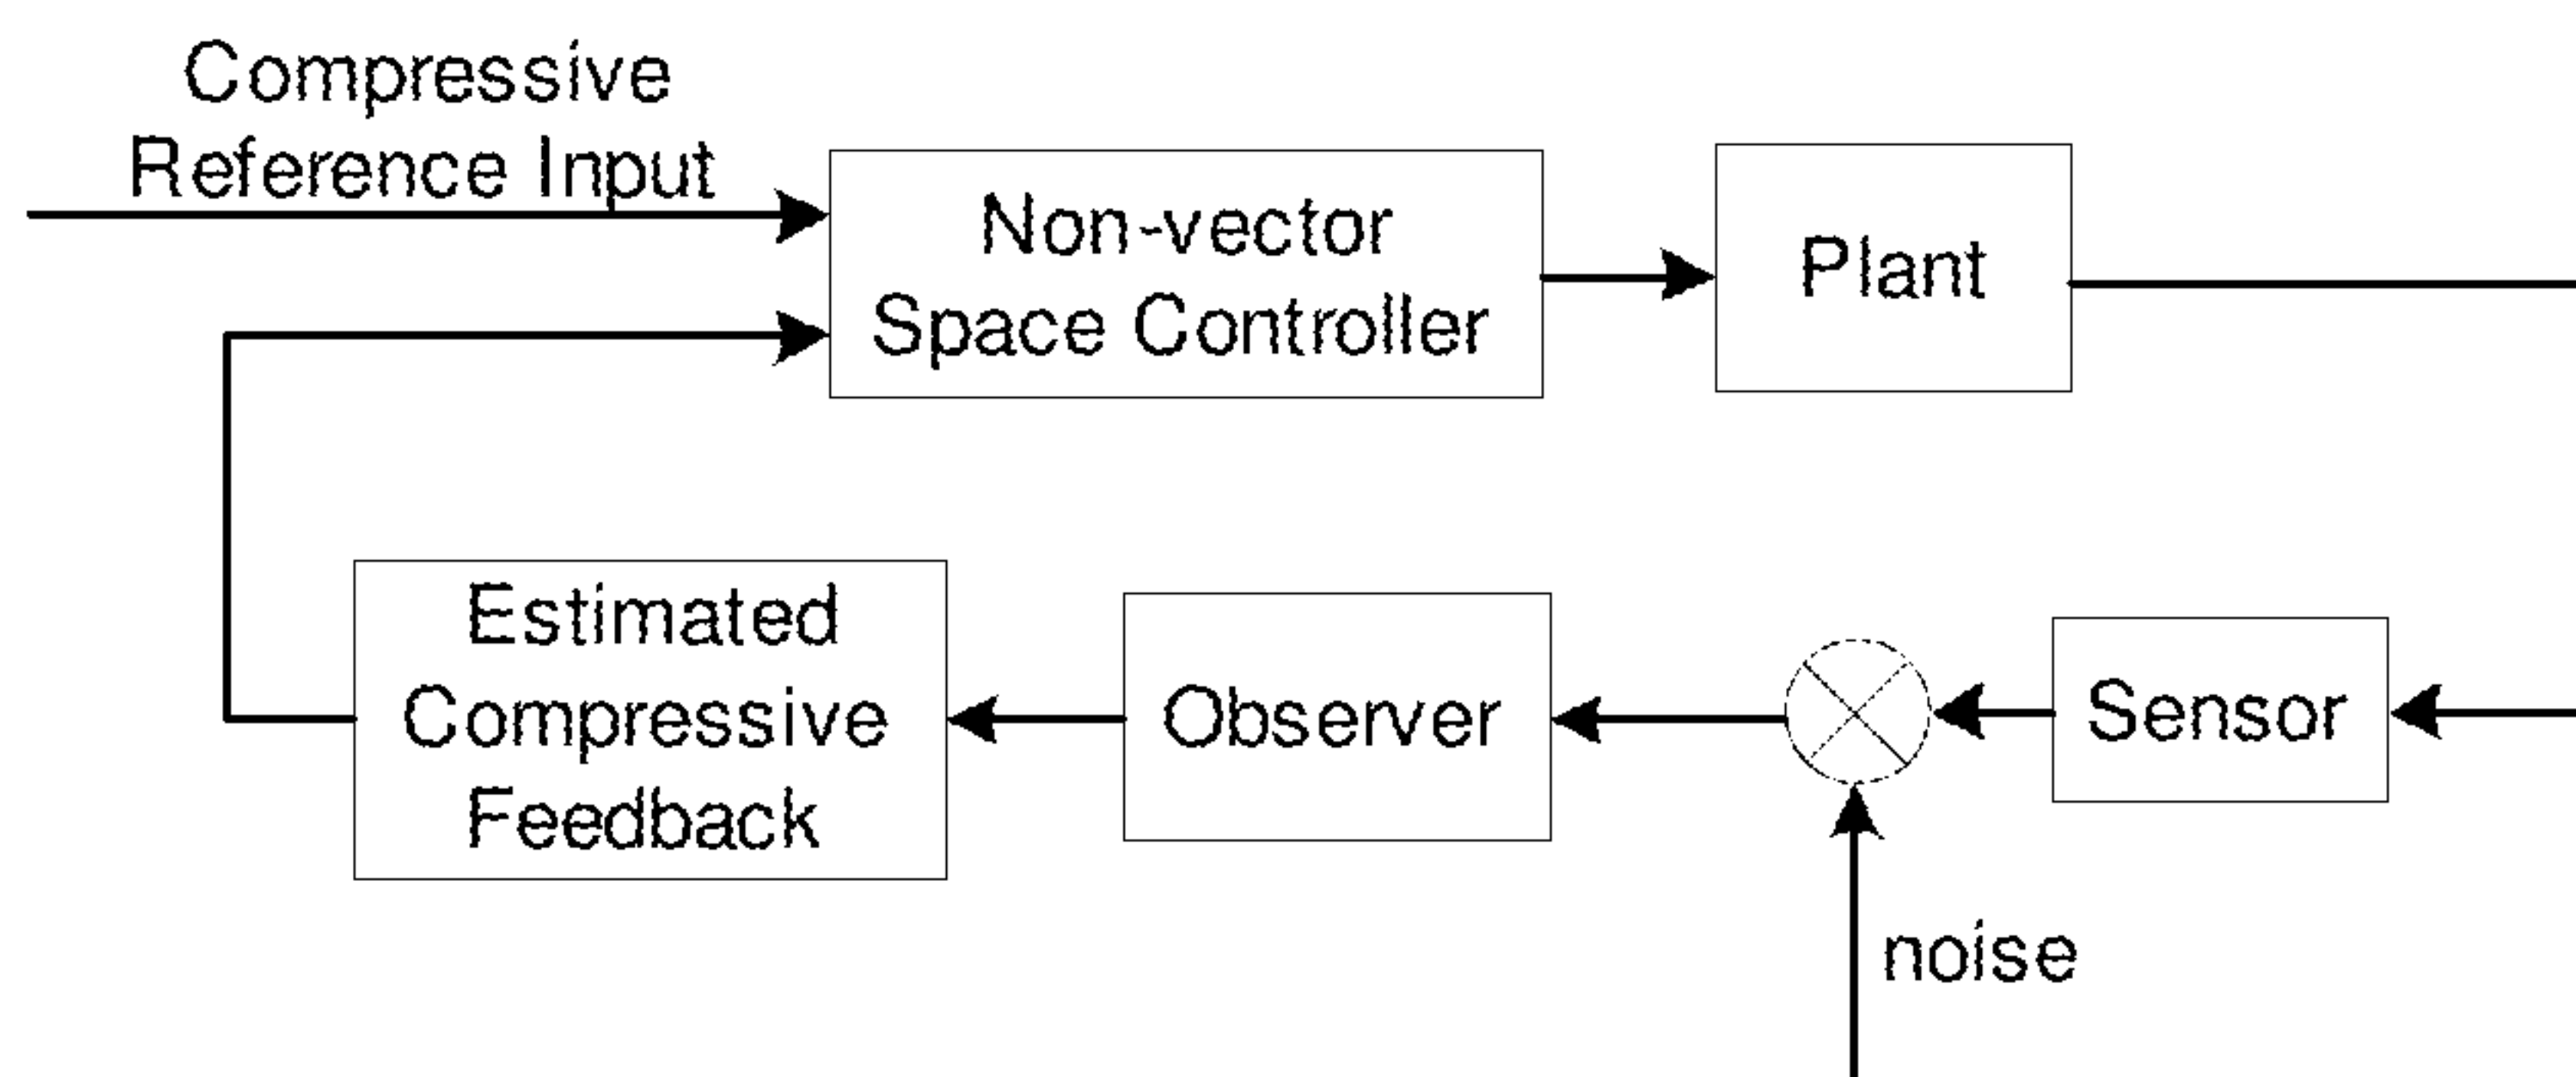 Compressive
Reference Input
Non-vector
Space Controller
Plant
Estimated
Compressive
Feedback
Observer
Sensor
noise